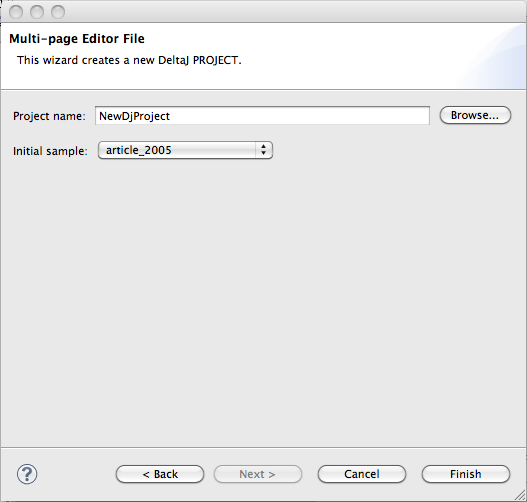 Multi-page Editor File
This wizard creates a new DeltaJ PROJECT.
Project name: NewDjProject Browse...
Initial sample: article_2005
? < Back Next > Cancel Finish